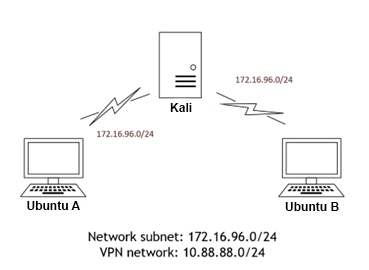 172.16.96.0/24
Kali
172.16.96.0/24
Ubuntu A
Ubuntu B
Network subnet: 172.16.96.0/24
VPN network: 10.88.88.0/24